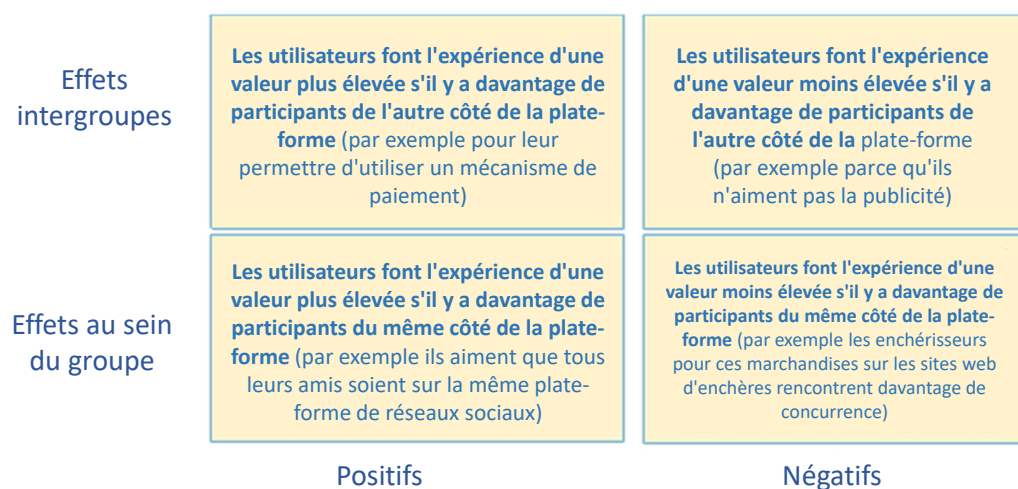 Effets
intergroupes
Les utilisateurs font l'expérience d'une
valeur plus élevée s'il y a davantage de
participants de l'autre côté de la plate-
forme (par exemple pour leur
permettre d'utiliser un mécanisme de
paiement)
Les utilisateurs font l'expérience
d'une valeur moins élevée s'il y a
davantage de participants de
l'autre côté de la plate-forme
(par exemple parce qu'ils
n'aiment pas la publicité)
Effets au sein
du groupe
Les utilisateurs font l'expérience d'une
valeur plus élevée s'il y a davantage de
participants du même côté de la plate-
forme (par exemple ils aiment que tous
leurs amis soient sur la même plate-
forme de réseaux sociaux)
Les utilisateurs font l'expérience d'une
valeur moins élevée s'il y a davantage de
participants du même côté de la plate-
forme (par exemple les enchérisseurs
pour ces marchandises sur les sites web
d'enchères rencontrent davantage de
concurrence)
Positifs
Négatifs